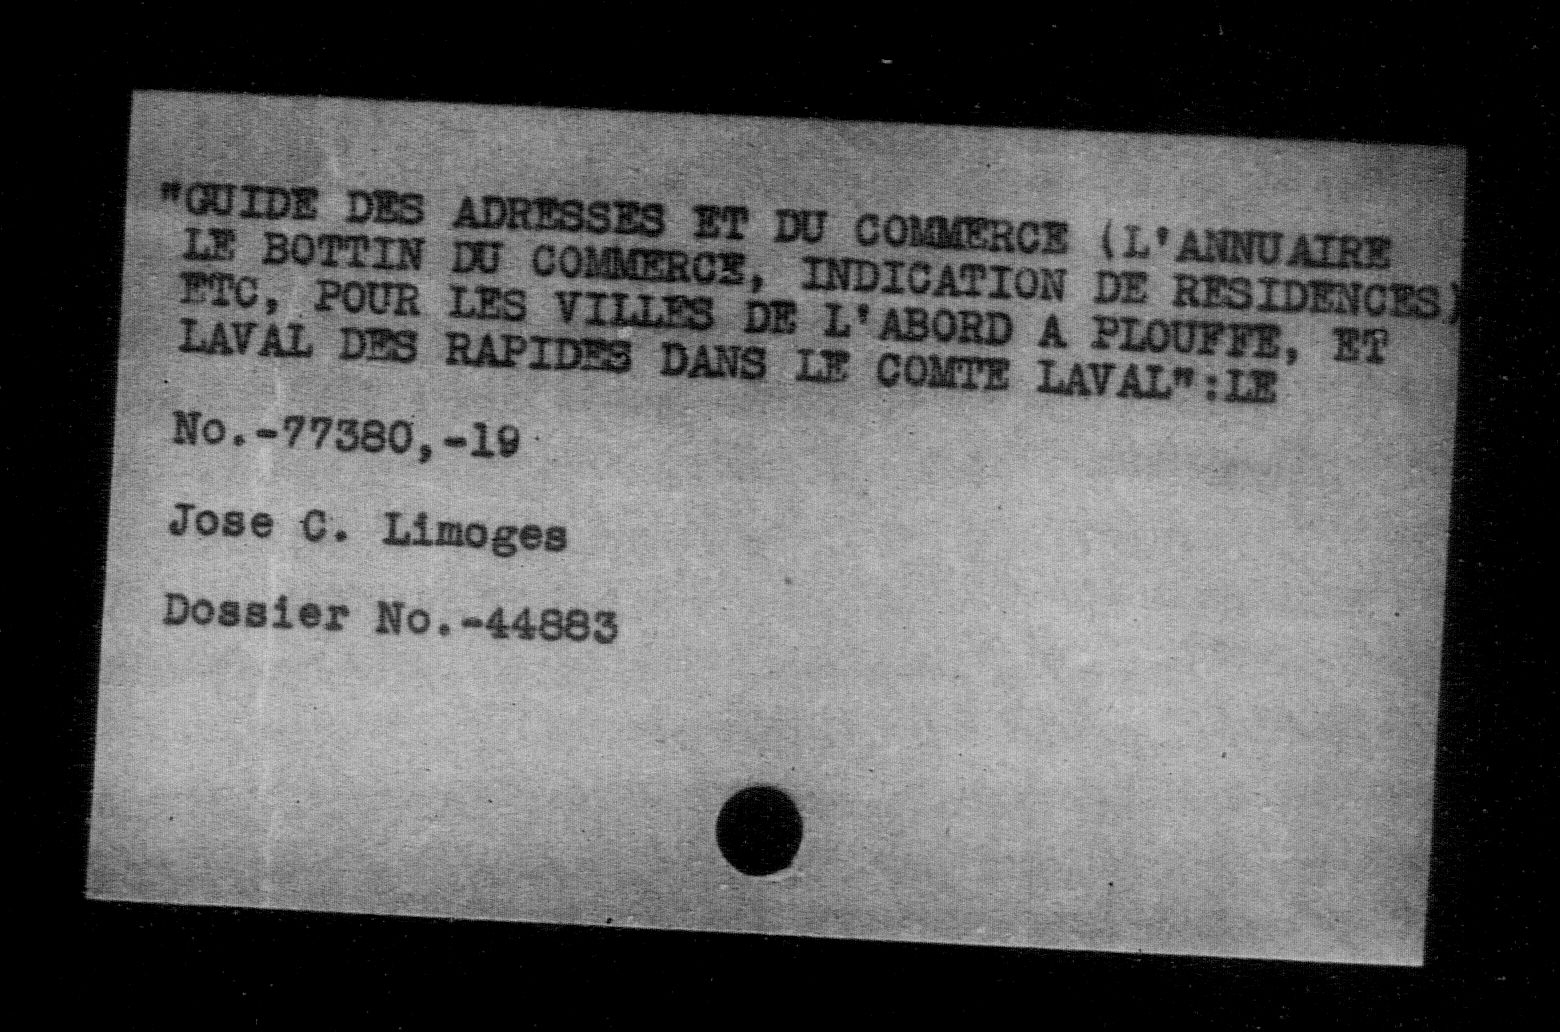 "GUIDE DES ADRESSES ET DU COMMERCE (L'ANNUAIRE
LE BOTTIN DU COMMERCE, INDICATION DE RESIDENCES)
ETC, POUR LES VILLES DE L'ABORD A PLOUFFE, ET
LAVAL DES RAPIDES DANS LE COMTE LAVAL":LE
No.-77380,-19
Jose C. Limoges
Dossier No.-44883